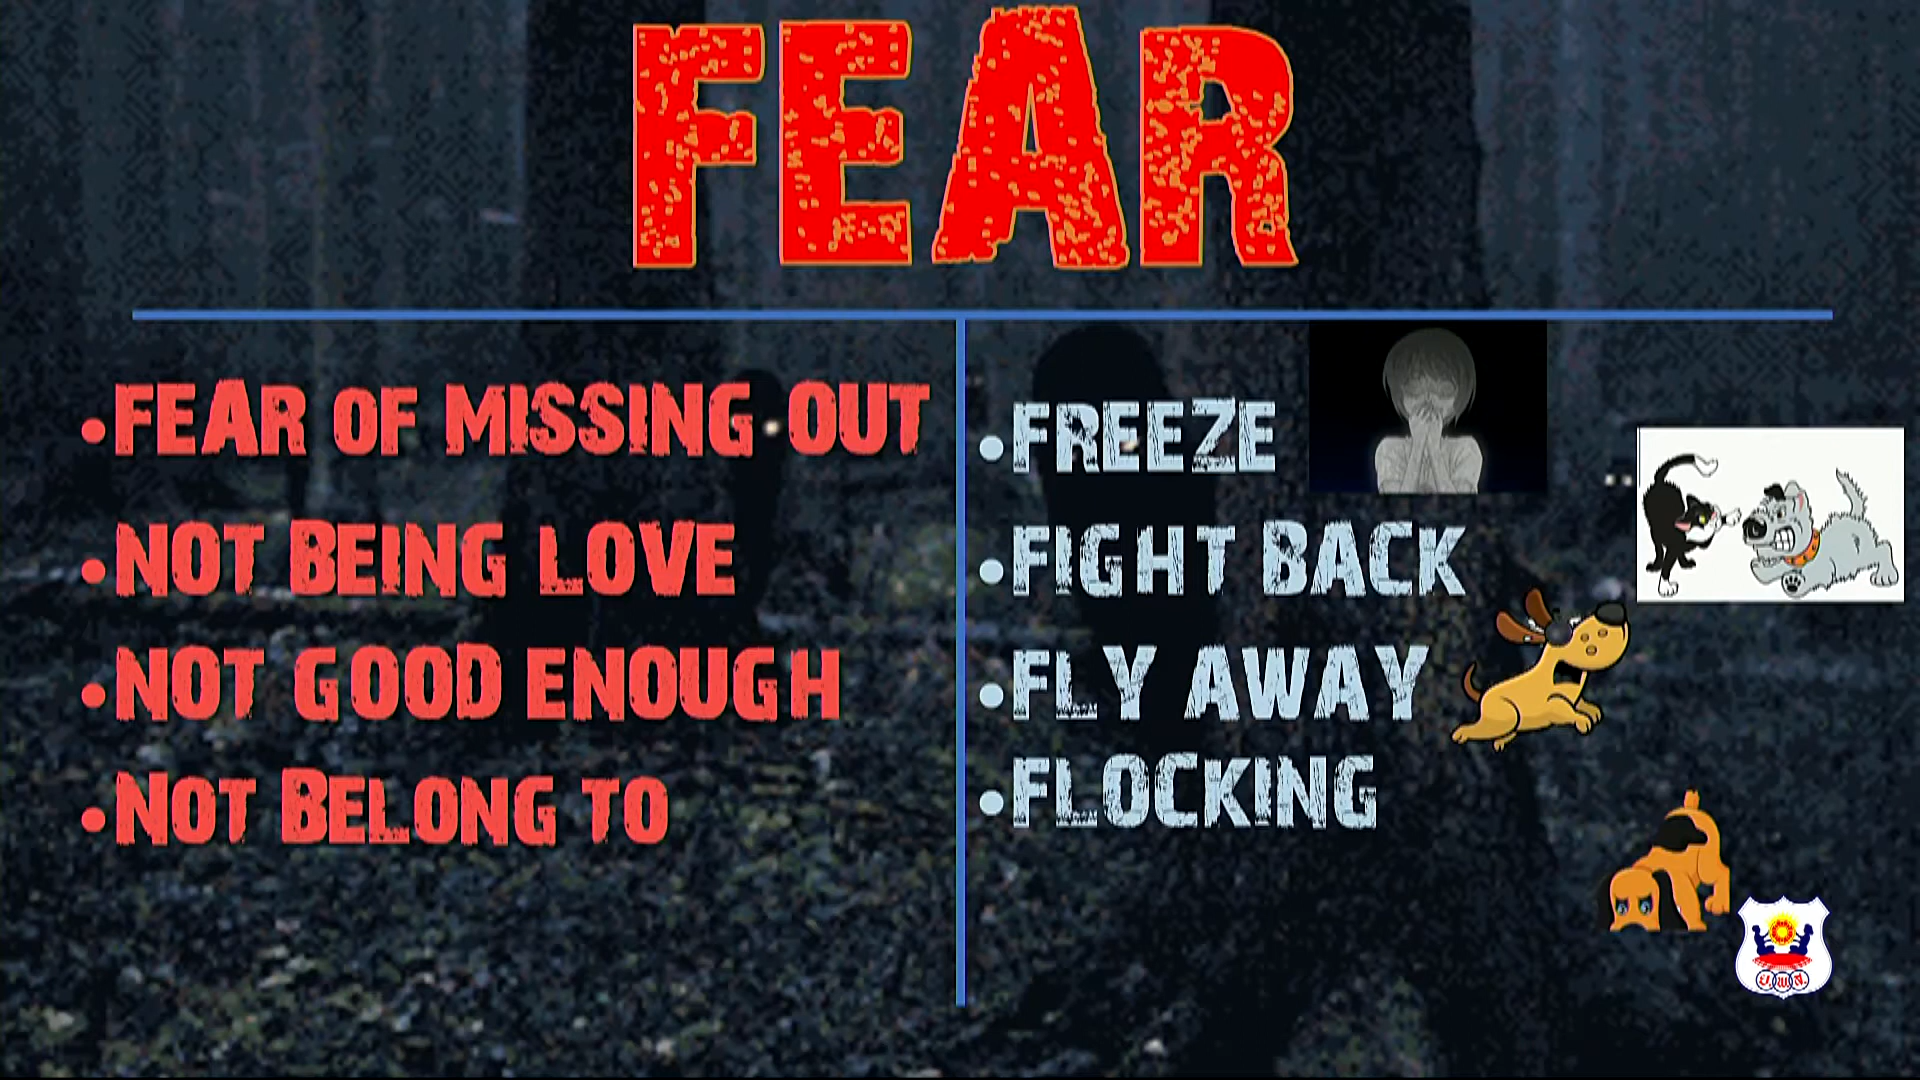 FEAR
•FEAR OF MISSING OUT
•NOT BEING LOVE
•NOT GOOD ENOUGH
•NOT BELONG TO
•FREEZE
•FIGHT BACK
•FLY AWAY
•FLOCKING